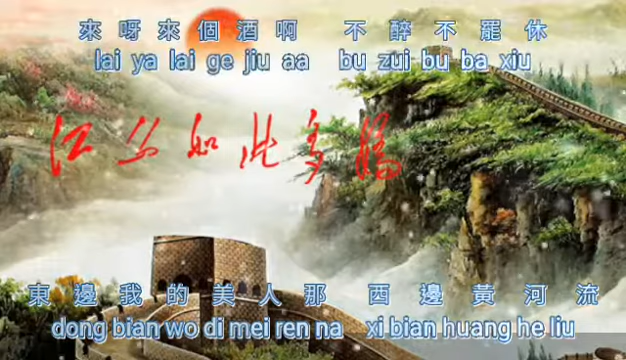 來呀來個酒啊 不醉不罷休
lai ya lai ge jiu aa bu zui bu ba xiu
江山如此多嬌
東邊我的美人那 西邊黃河流
dong bian wo di mei ren na xi bian huang he liu